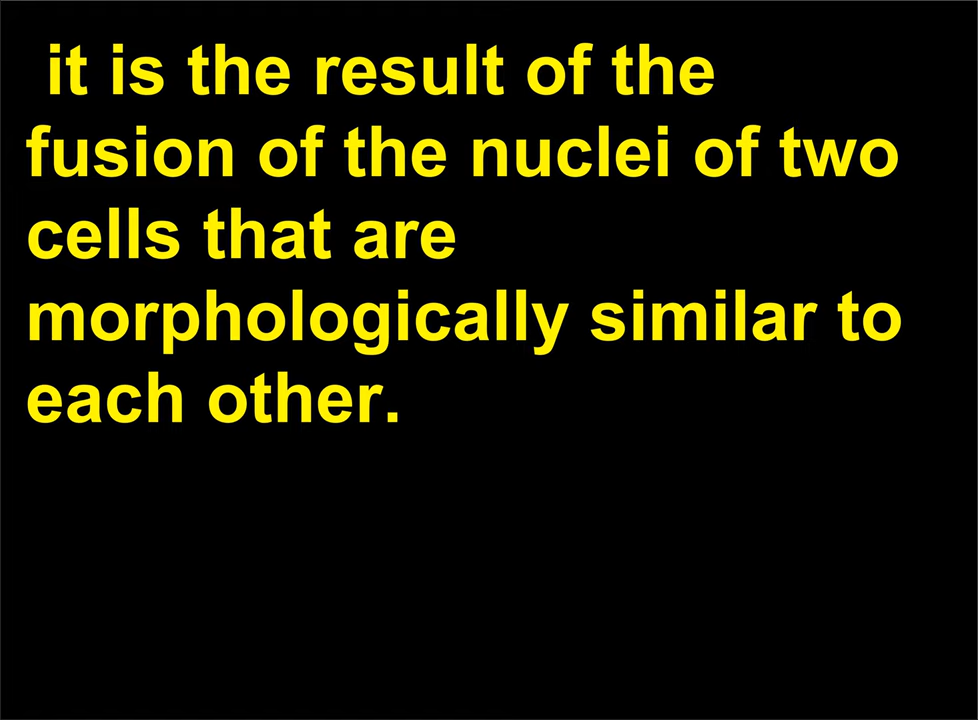 it is the result of the
fusion of the nuclei of two
cells that are
morphologically similar to
each other.